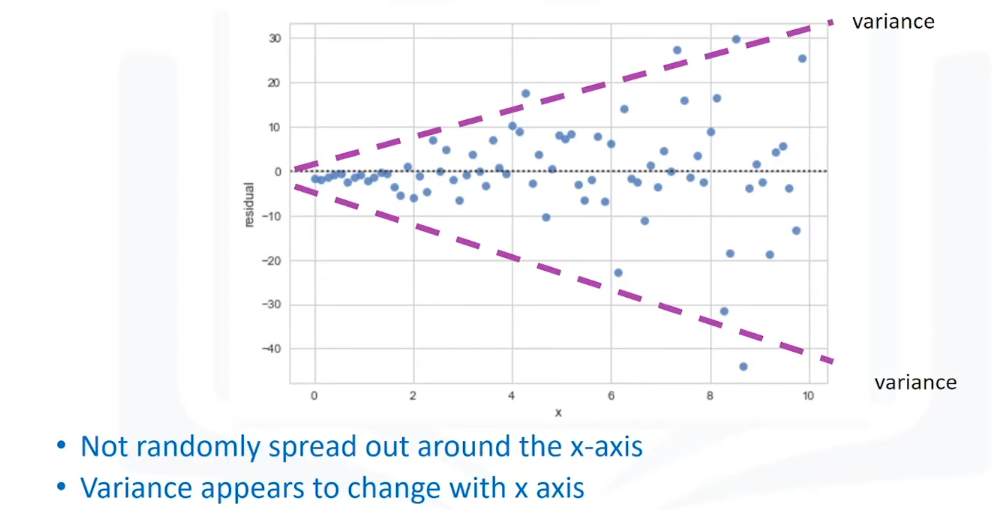 variance
30
20
10
0
−10
−20
−30
−40
residual
0 2 4 6 8 10
x
variance
• Not randomly spread out around the x-axis
• Variance appears to change with x axis